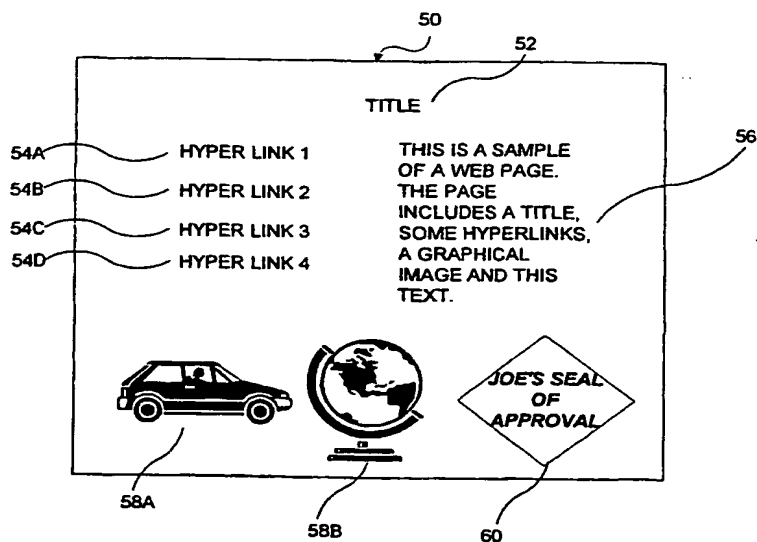 50
52
TITLE
54A
HYPER LINK 1
54B
HYPER LINK 2
54C
HYPER LINK 3
54D
HYPER LINK 4
THIS IS A SAMPLE
OF A WEB PAGE.
THE PAGE
INCLUDES A TITLE,
SOME HYPERLINKS,
A GRAPHICAL
IMAGE AND THIS
TEXT.
56
JOE'S SEAL
OF
APPROVAL
58A
58B
60